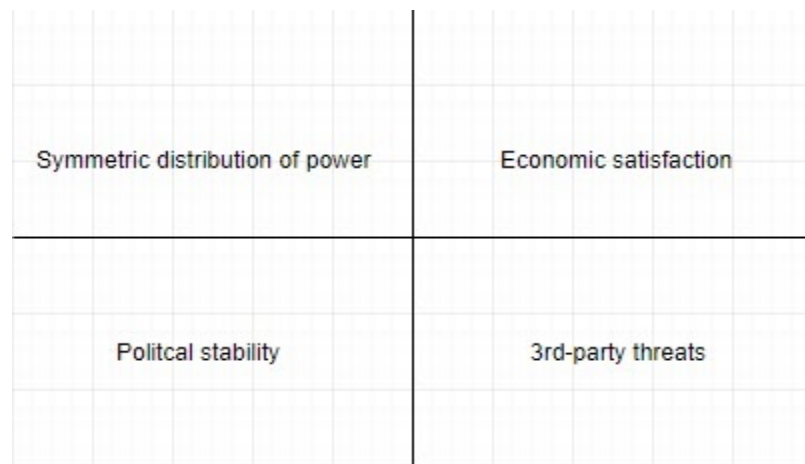 Symmetric distribution of power
Economic satisfaction
Politcal stability
3rd-party threats